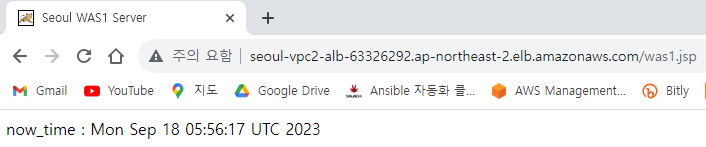 Seoul WAS1 Server
주의 요함 seoul-vpc2-alb-63326292.ap-northeast-2.elb.amazonaws.com/was1.jsp
Gmail YouTube 지도 Google Drive Ansible 자동화 클... AWS Management... Bitly
now_time : Mon Sep 18 05:56:17 UTC 2023